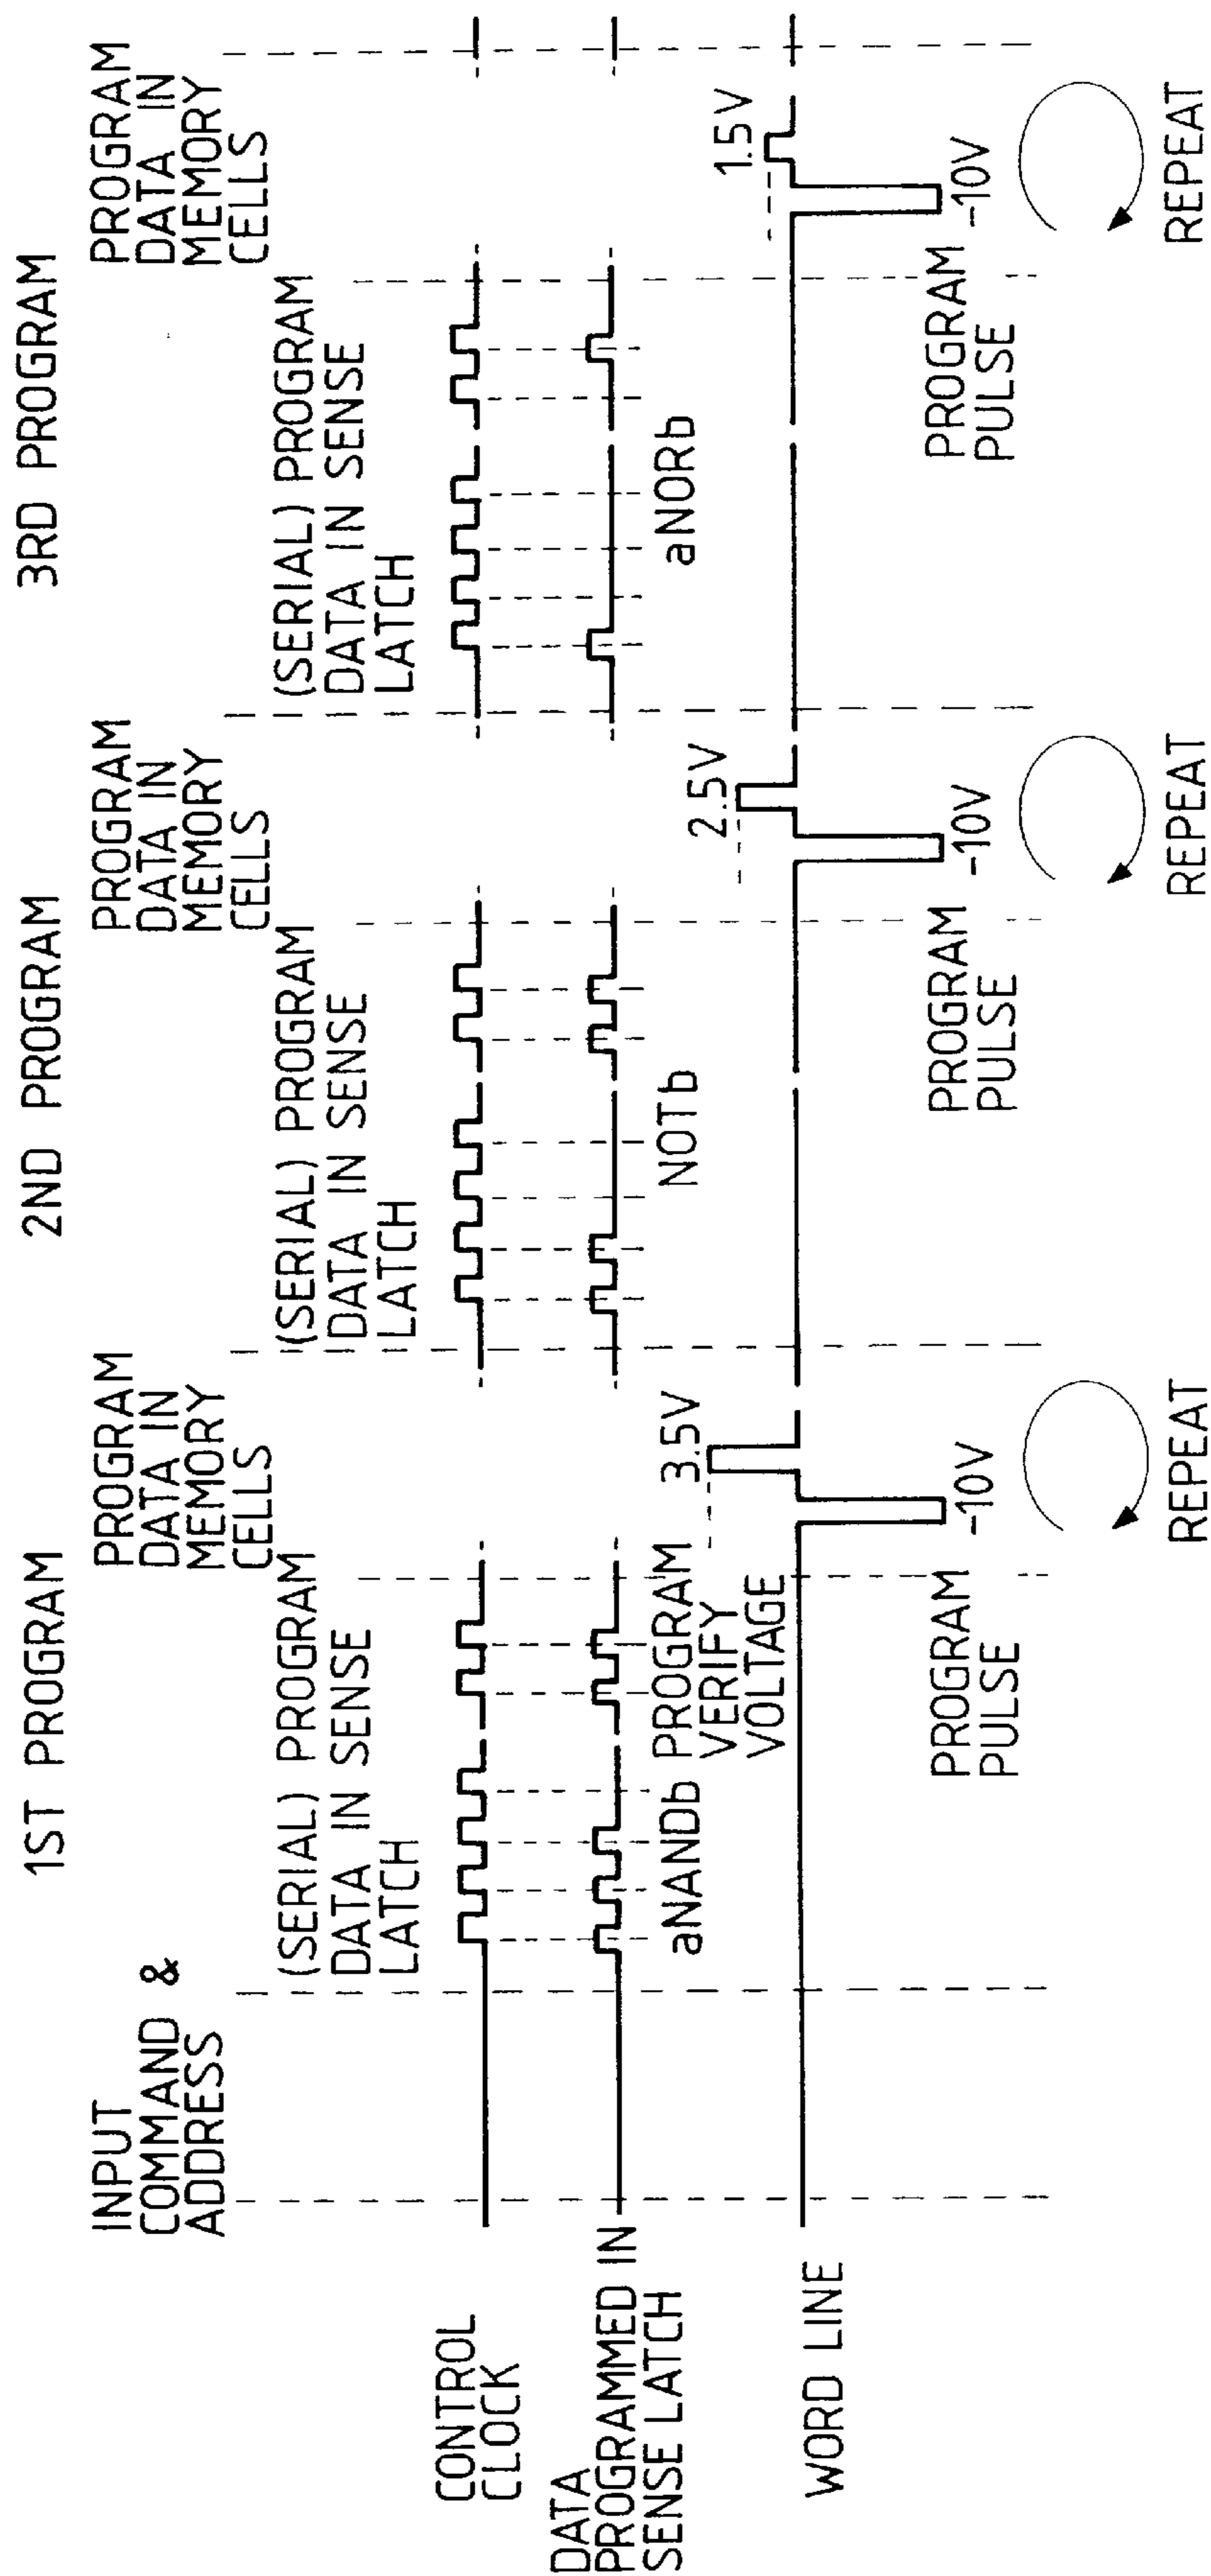 1ST PROGRAM
2ND PROGRAM
3RD PROGRAM
INPUT
COMMAND &
ADDRESS
PROGRAM
DATA IN
MEMORY
CELLS
PROGRAM
DATA IN
MEMORY
CELLS
PROGRAM
DATA IN
MEMORY
CELLS
(SERIAL) PROGRAM
DATA IN SENSE
LATCH
(SERIAL) PROGRAM
DATA IN SENSE
LATCH
(SERIAL) PROGRAM
DATA IN SENSE
LATCH
CONTROL
CLOCK
DATA
PROGRAMMED IN
SENSE LATCH
aNANDb
PROGRAM
VERIFY
VOLTAGE
NOTb
aNORb
3.5V
2.5V
1.5V
WORD LINE
PROGRAM
PULSE
-10V
PROGRAM
PULSE
-10V
PROGRAM
PULSE
-10V
REPEAT
REPEAT
REPEAT